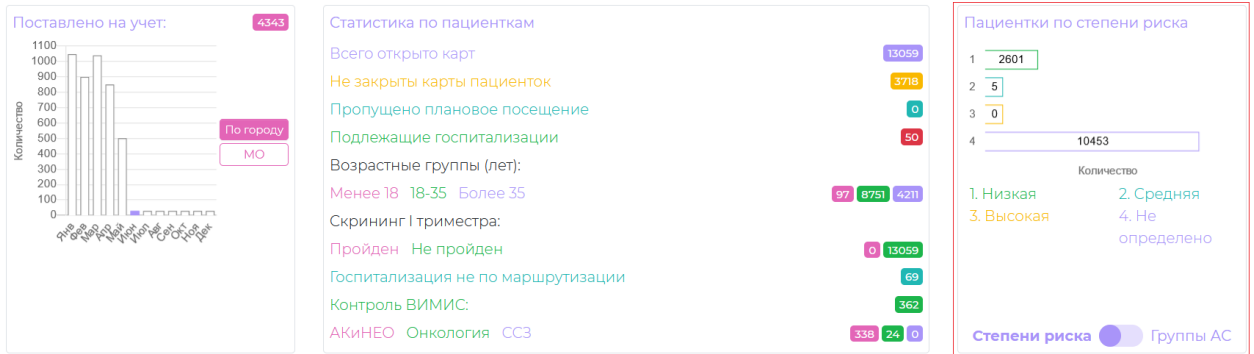 Поставлено на учет: 4343
1100
1000
900
800
700
600
500
400
300
200
100
0
Количество
Янв Фев Мар Апр Май Июн Июл Авг Сен Окт Ноя Дек
По городу
МО
Статистика по пациенткам
Всего открыто карт 13059
Не закрыты карты пациенток 3718
Пропущено плановое посещение 0
Подлежащие госпитализации 50
Возрастные группы (лет):
Менее 18 18-35 Более 35 97 8751 4211
Скрининг I триместра:
Пройден Не пройден 0 13059
Госпитализация не по маршрутизации 69
Контроль ВИМИС: 362
АКиНЕО Онкология ССЗ 338 24 0
Пациентки по степени риска
1 2601
2 5
3 0
4 10453
Количество
1. Низкая 2. Средняя
3. Высокая 4. Не
определено
Степени риска Группы АС